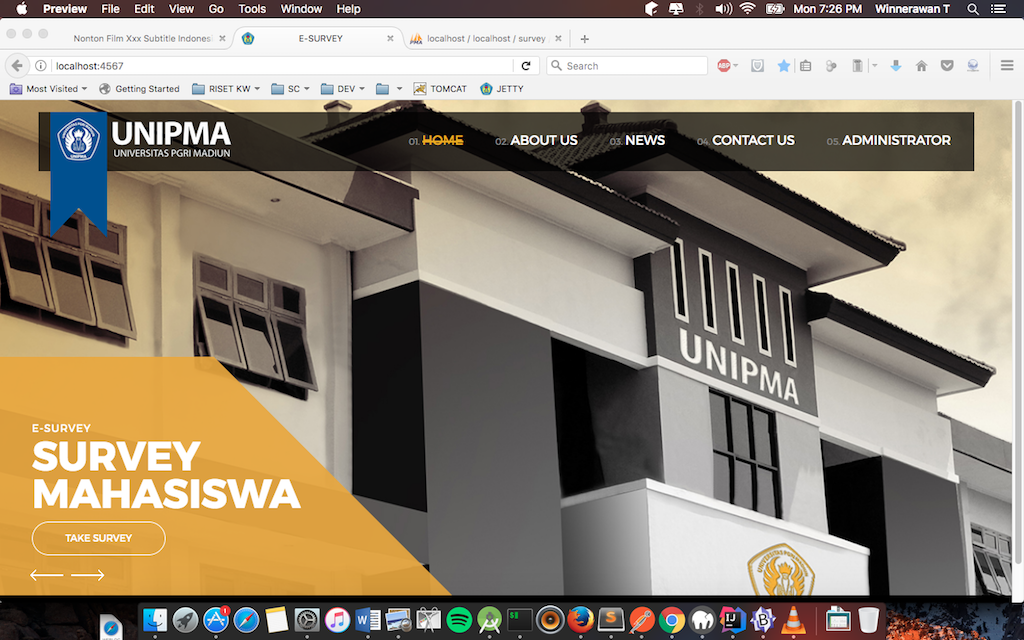 Preview File Edit View Go Tools Window Help Mon 7:26 PM Winnerawan T
Nonton Film Xxx Subtitle Indones E-SURVEY localhost / localhost / survey
localhost:4567 Search
Most Visited Getting Started RISET KW SC DEV TOMCAT JETTY
UNIPMA
UNIVERSITAS PGRI MADIUN
01. HOME 02. ABOUT US 03. NEWS 04. CONTACT US 05. ADMINISTRATOR
UNIPMA
E-SURVEY
SURVEY
MAHASISWA
TAKE SURVEY